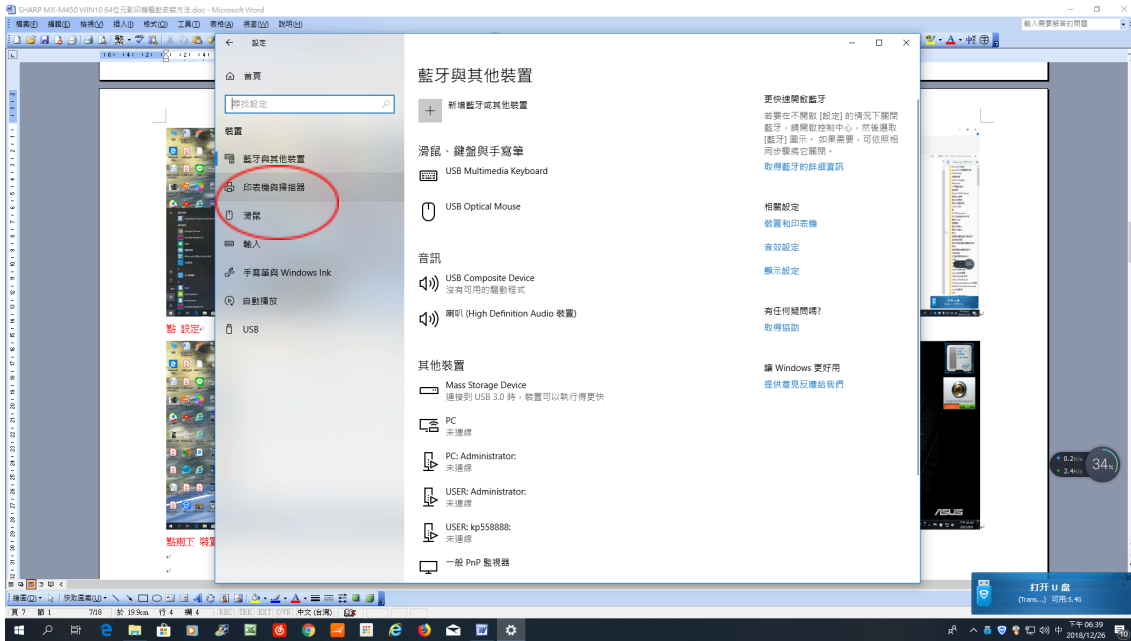 SHARP MX-M450 WIN10 64位元影印機驅動安裝方法.doc - Microsoft Word
檔案(F) 編輯(E) 檢視(V) 插入(I) 格式(O) 工具(T) 表格(A) 視窗(W) 說明(H)
輸入需要解答的問題
設定
首頁
尋找設定
裝置
藍牙與其他裝置
印表機與掃描器
滑鼠
輸入
手寫筆與 Windows Ink
自動播放
USB
藍牙與其他裝置
新增藍牙或其他裝置
滑鼠、鍵盤與手寫筆
USB Multimedia Keyboard
USB Optical Mouse
音訊
USB Composite Device
沒有可用的驅動程式
喇叭 (High Definition Audio 裝置)
其他裝置
Mass Storage Device
連接到 USB 3.0 時，裝置可以執行得更快
PC
未連線
PC: Administrator:
未連線
USER: Administrator:
未連線
USER: kp558888:
未連線
一般 PnP 監視器
更快速開啟藍牙
若要在不開啟 [設定] 的情況下關閉
藍牙，請開啟控制中心，然後選取
[藍牙] 圖示。 如果需要，可依照相
同步驟將它關閉。
取得藍牙的詳細資訊
相關設定
裝置和印表機
音效設定
顯示設定
有任何疑問嗎?
取得協助
讓 Windows 更好用
提供意見反應給我們
點 設定
點兩下 裝置
ASUS
0.2K/s
2.4K/s
34%
打开 U 盘
(Trans...) 可用:5.4G
繪圖(D) 快取圖案(U)
頁 7 節 1 7/18 於 19.9cm 行 4 欄 4 REC TRK EXT OVR 中文 (台灣)
中
下午 06:39
2018/12/26
10